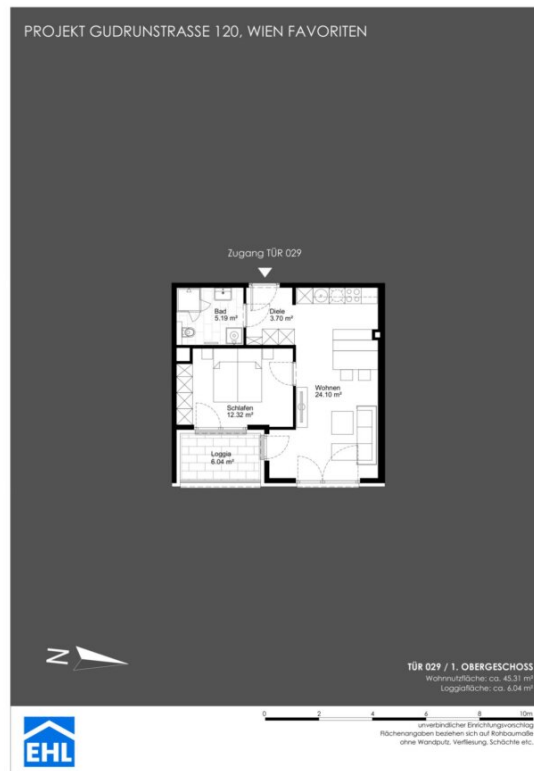 PROJEKT GUDRUNSTRASSE 120, WIEN FAVORITEN
Zugang TÜR 029
Bad
5.19 m²
Diele
3.70 m²
Wohnen
24.10 m²
Schlafen
12.32 m²
Loggia
6.04 m²
N
TÜR 029 / 1. OBERGESCHOSS
Wohnnutzfläche: ca. 45.31 m²
Loggiafläche: ca. 6.04 m²
0 2 4 6 8 10m
unverbindlicher Einrichtungsvorschlag
Flächenangaben beziehen sich auf Rohbaumaße
ohne Wandputz, Verfliesung, Schächte etc.
EHL